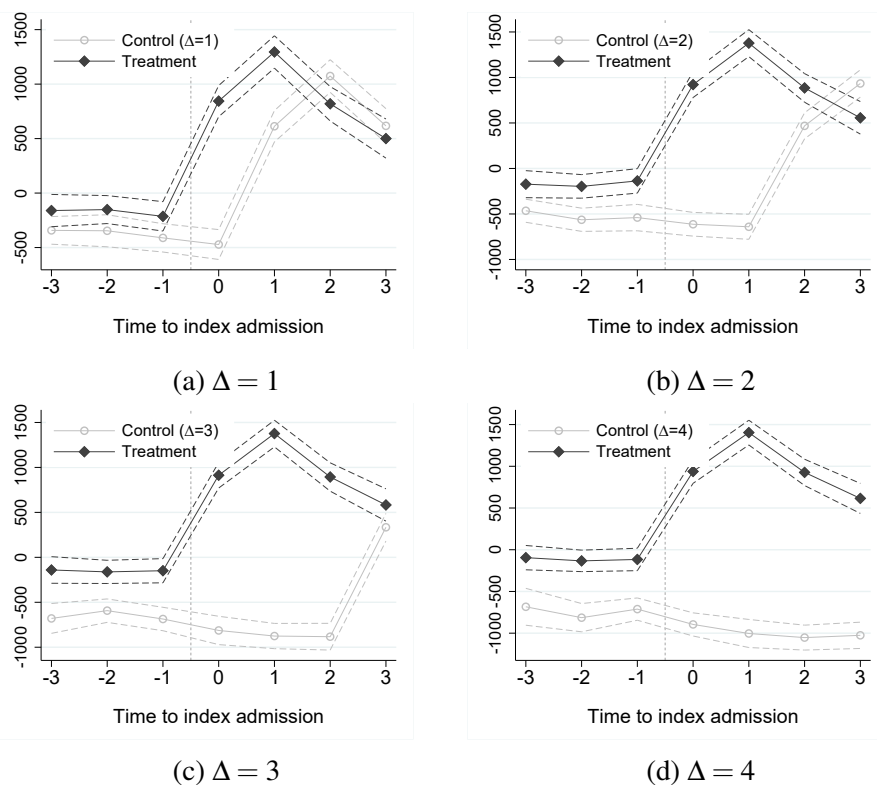 1500
1000
500
0
-500
Control (Δ=1)
Treatment
-3 -2 -1 0 1 2 3
Time to index admission
(a) Δ = 1
1500
1000
500
0
-500
-1000
Control (Δ=2)
Treatment
-3 -2 -1 0 1 2 3
Time to index admission
(b) Δ = 2
1500
1000
500
0
-500
-1000
Control (Δ=3)
Treatment
-3 -2 -1 0 1 2 3
Time to index admission
(c) Δ = 3
1500
1000
500
0
-500
-1000
Control (Δ=4)
Treatment
-3 -2 -1 0 1 2 3
Time to index admission
(d) Δ = 4